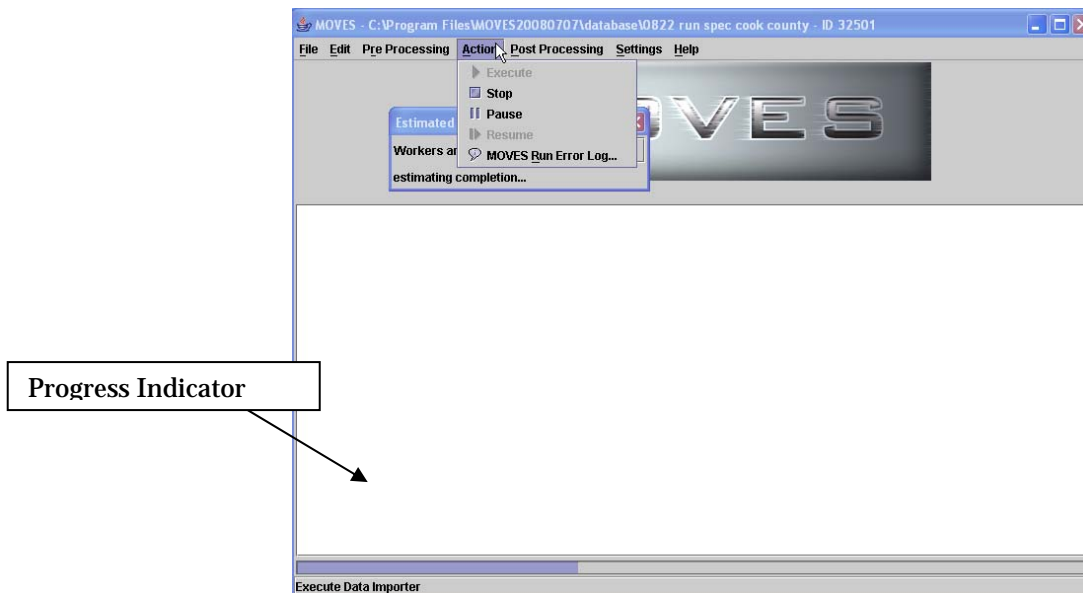 MOVES - C:\Program Files\MOVES20080707\database\0822 run spec cook county - ID 32501
File Edit Pre Processing Action Post Processing Settings Help
Execute
Stop
Pause
Resume
MOVES Run Error Log...
Estimated
Workers ar
estimating completion...
OVES
Progress Indicator
Execute Data Importer